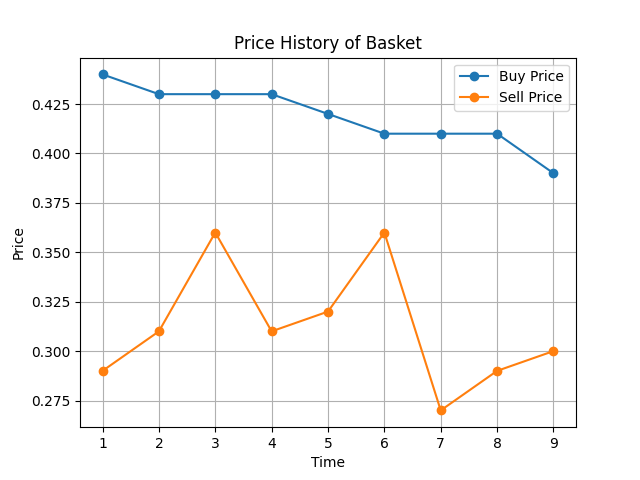 Price History of Basket
Buy Price
Sell Price
Price
0.425
0.400
0.375
0.350
0.325
0.300
0.275
1 2 3 4 5 6 7 8 9
Time